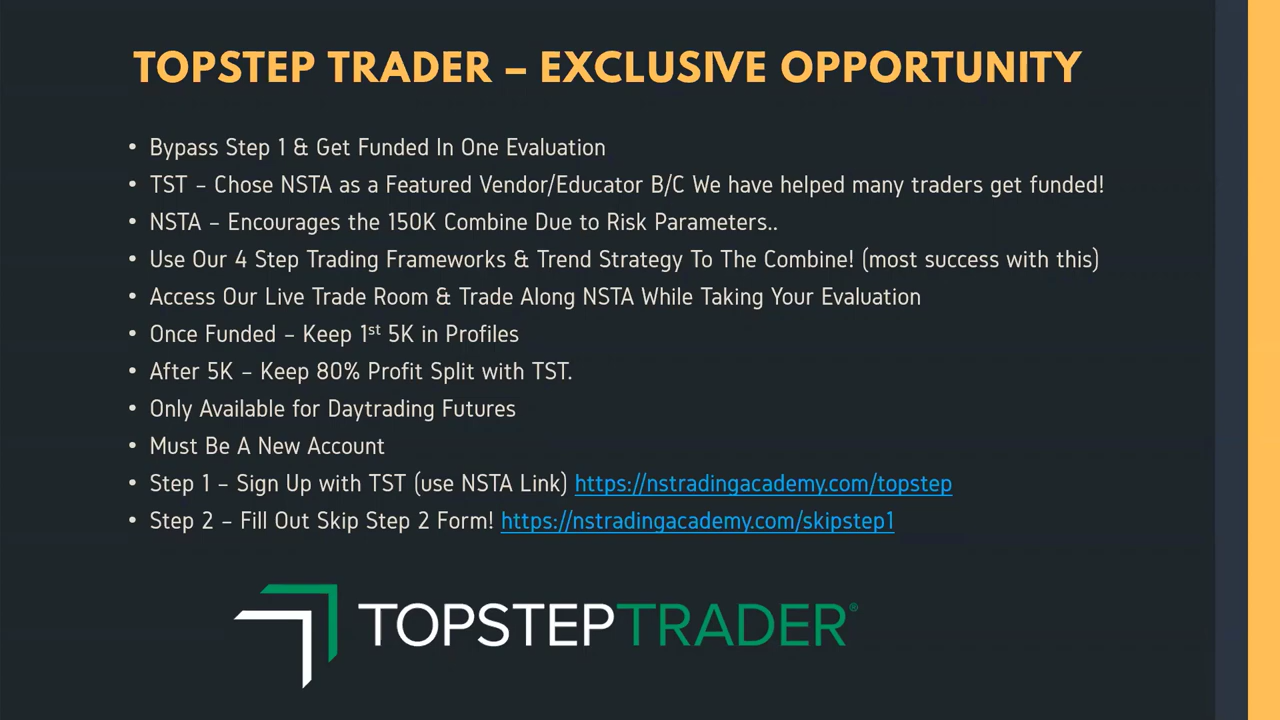 TOPSTEP TRADER – EXCLUSIVE OPPORTUNITY
• Bypass Step 1 & Get Funded In One Evaluation
• TST – Chose NSTA as a Featured Vendor/Educator B/C We have helped many traders get funded!
• NSTA – Encourages the 150K Combine Due to Risk Parameters..
• Use Our 4 Step Trading Frameworks & Trend Strategy To The Combine! (most success with this)
• Access Our Live Trade Room & Trade Along NSTA While Taking Your Evaluation
• Once Funded – Keep 1st 5K in Profiles
• After 5K – Keep 80% Profit Split with TST.
• Only Available for Daytrading Futures
• Must Be A New Account
• Step 1 – Sign Up with TST (use NSTA Link) https://nstradingacademy.com/topstep
• Step 2 – Fill Out Skip Step 2 Form! https://nstradingacademy.com/skipstep1
TOPSTEPTRADER®